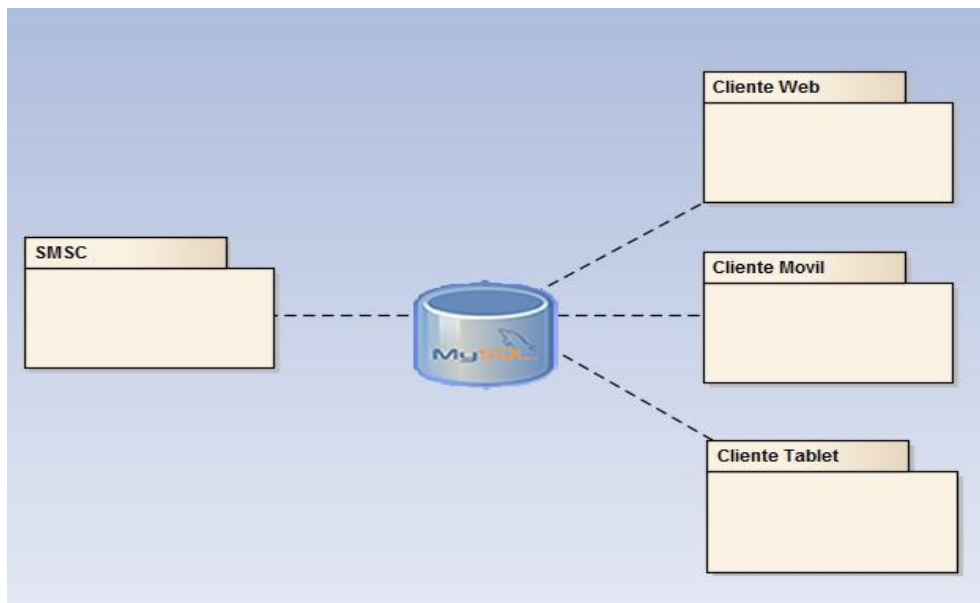 Cliente Web
SMSC
Cliente Movil
MySQL
Cliente Tablet